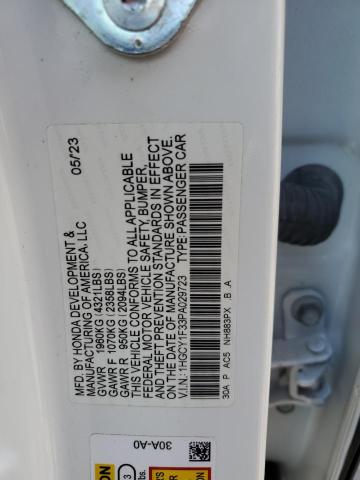 05/23
MFD. BY HONDA DEVELOPMENT &
MANUFACTURING OF AMERICA, LLC
GVWR 1960KG (4321LBS)
GAWR F 1070KG (2358LBS)
GAWR R 950KG (2094LBS)
THIS VEHICLE CONFORMS TO ALL APPLICABLE
FEDERAL MOTOR VEHICLE SAFETY, BUMPER,
AND THEFT PREVENTION STANDARDS IN EFFECT
ON THE DATE OF MANUFACTURE SHOWN ABOVE.
V.I.N.: 1HGCY1F33PA029723 TYPE:PASSENGER CAR
30A P AC5 NH883PX B A
30A-A0